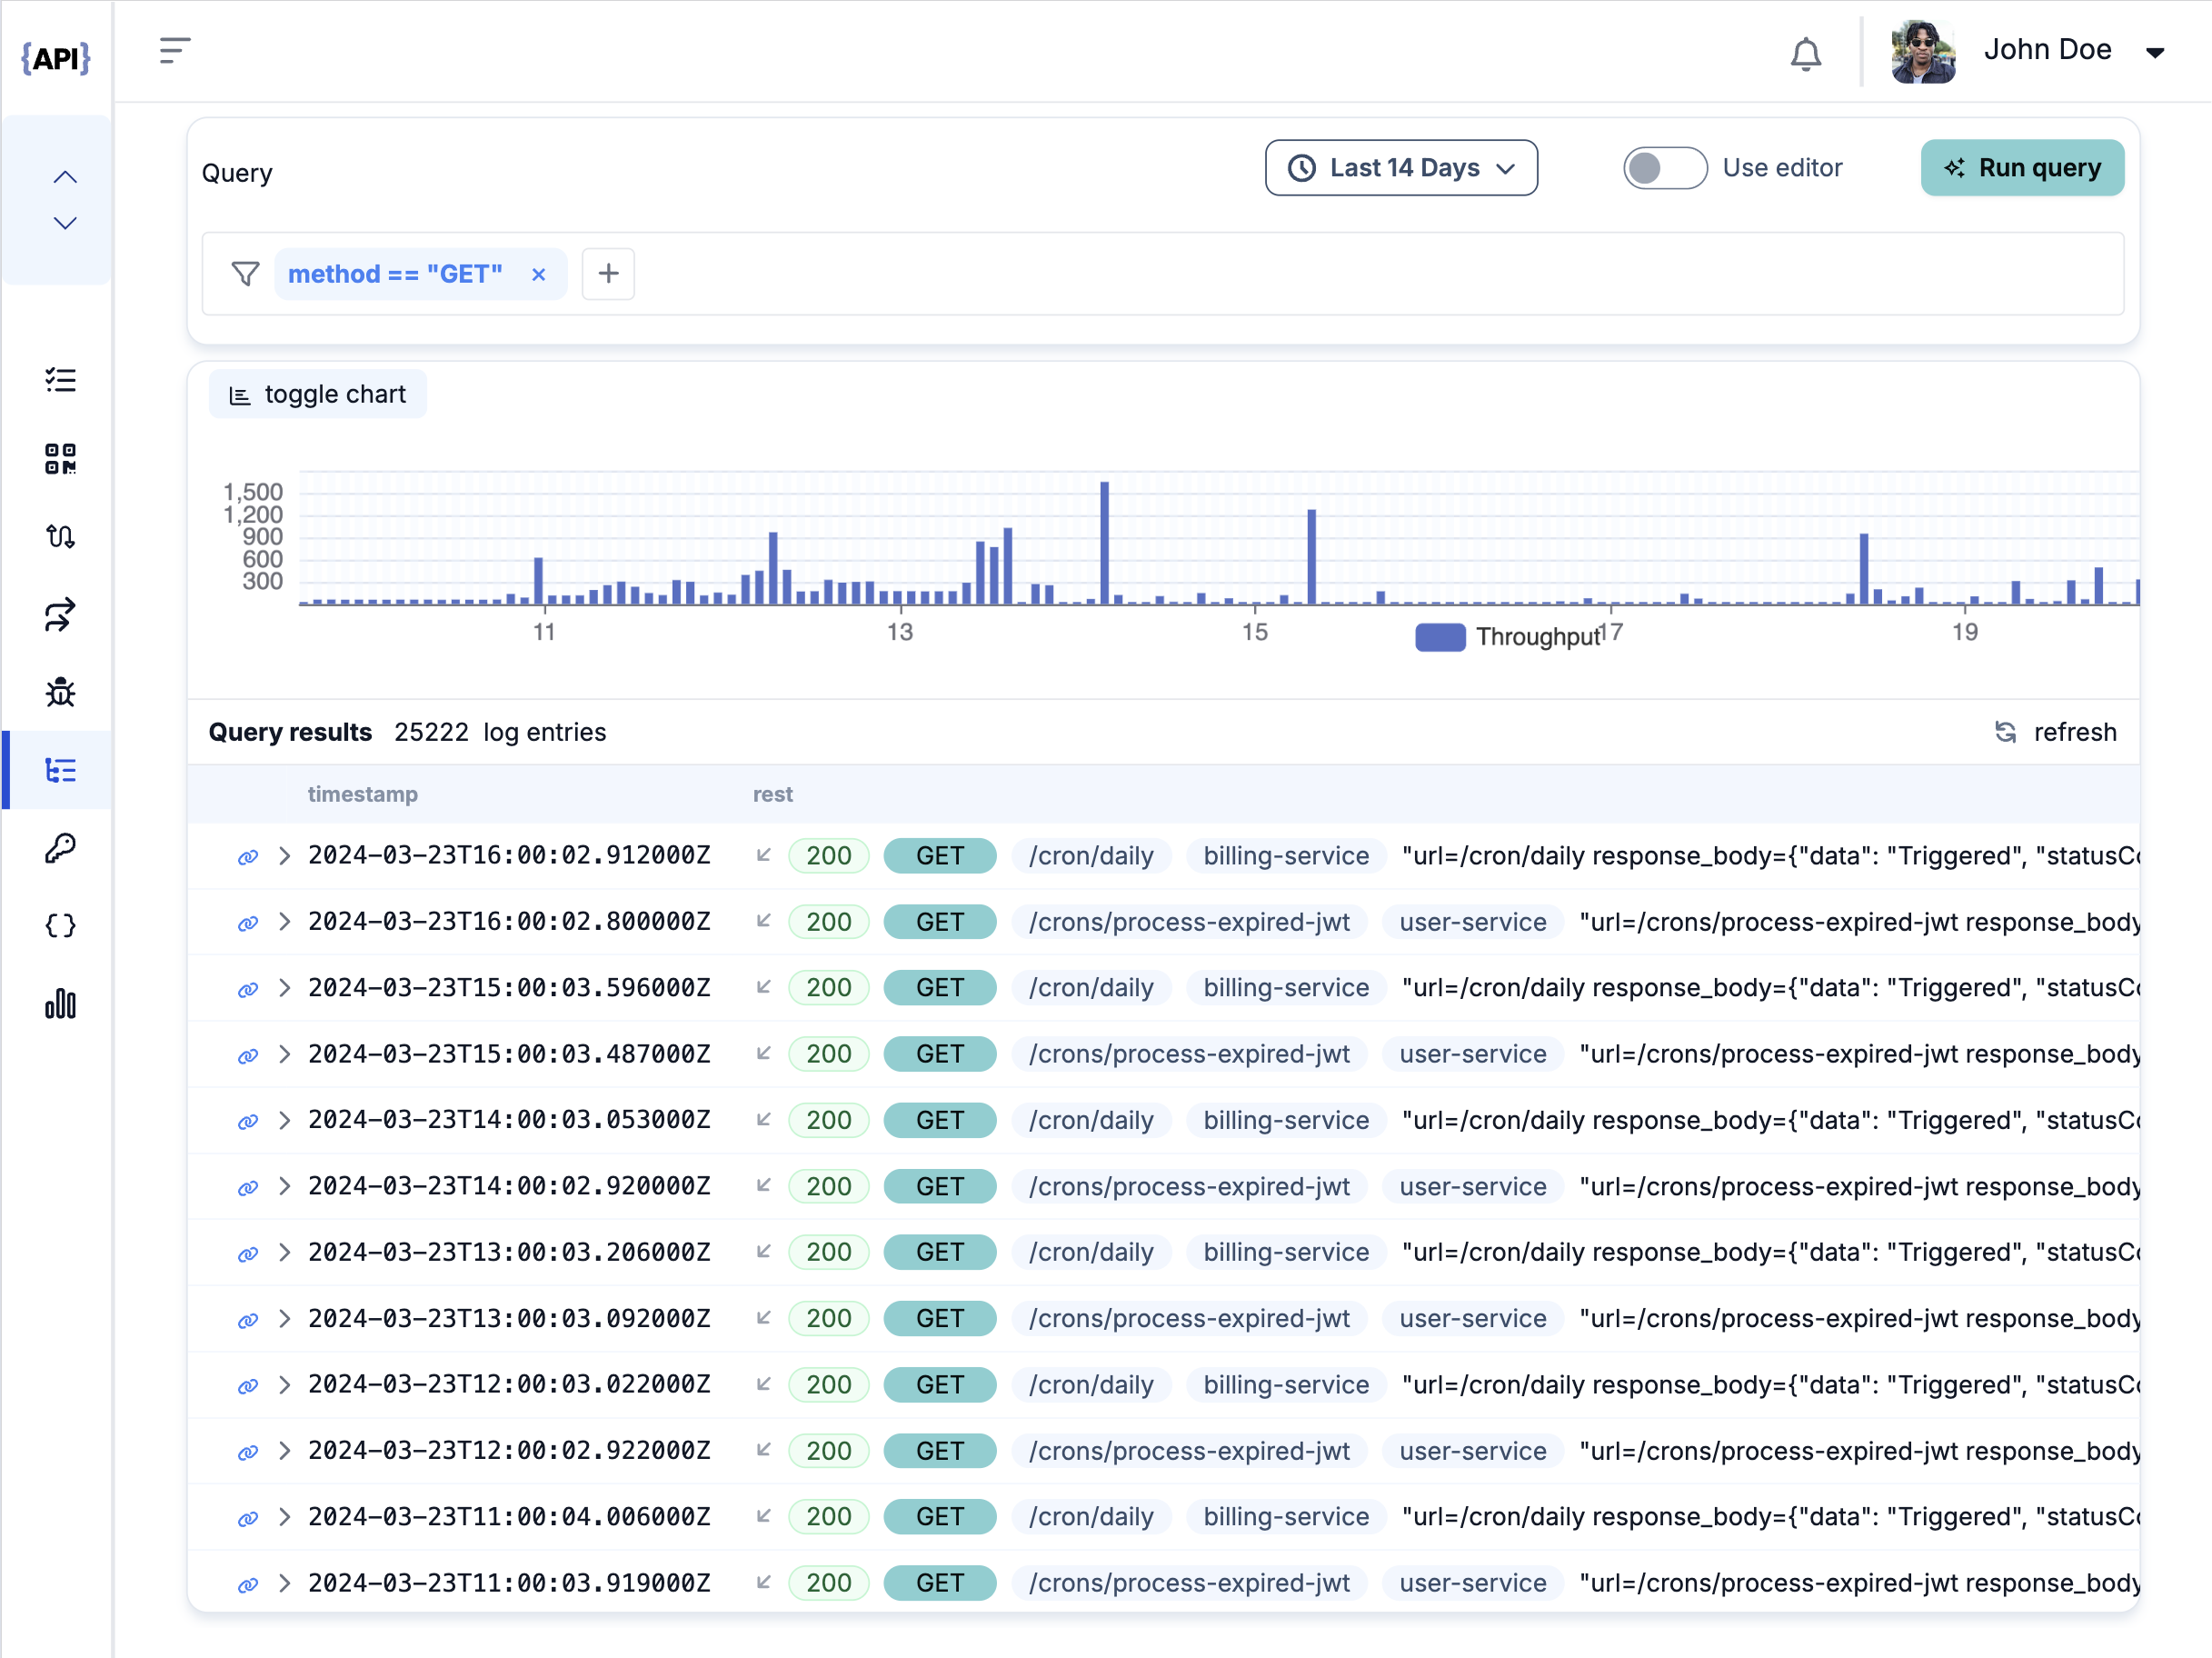 {API}
John Doe
Query
Last 14 Days
Use editor
Run query
method == "GET" ×
+
toggle chart
1,500
1,200
900
600
300
11 13 15 17 19
Throughput
Query results 25222 log entries
refresh
timestamp rest
2024-03-23T16:00:02.912000Z 200 GET /cron/daily billing-service "url=/cron/daily response_body={"data": "Triggered", "statusCo
2024-03-23T16:00:02.800000Z 200 GET /crons/process-expired-jwt user-service "url=/crons/process-expired-jwt response_body
2024-03-23T15:00:03.596000Z 200 GET /cron/daily billing-service "url=/cron/daily response_body={"data": "Triggered", "statusCo
2024-03-23T15:00:03.487000Z 200 GET /crons/process-expired-jwt user-service "url=/crons/process-expired-jwt response_body
2024-03-23T14:00:03.053000Z 200 GET /cron/daily billing-service "url=/cron/daily response_body={"data": "Triggered", "statusCo
2024-03-23T14:00:02.920000Z 200 GET /crons/process-expired-jwt user-service "url=/crons/process-expired-jwt response_body
2024-03-23T13:00:03.206000Z 200 GET /cron/daily billing-service "url=/cron/daily response_body={"data": "Triggered", "statusCo
2024-03-23T13:00:03.092000Z 200 GET /crons/process-expired-jwt user-service "url=/crons/process-expired-jwt response_body
2024-03-23T12:00:03.022000Z 200 GET /cron/daily billing-service "url=/cron/daily response_body={"data": "Triggered", "statusCo
2024-03-23T12:00:02.922000Z 200 GET /crons/process-expired-jwt user-service "url=/crons/process-expired-jwt response_body
2024-03-23T11:00:04.006000Z 200 GET /cron/daily billing-service "url=/cron/daily response_body={"data": "Triggered", "statusCo
2024-03-23T11:00:03.919000Z 200 GET /crons/process-expired-jwt user-service "url=/crons/process-expired-jwt response_body